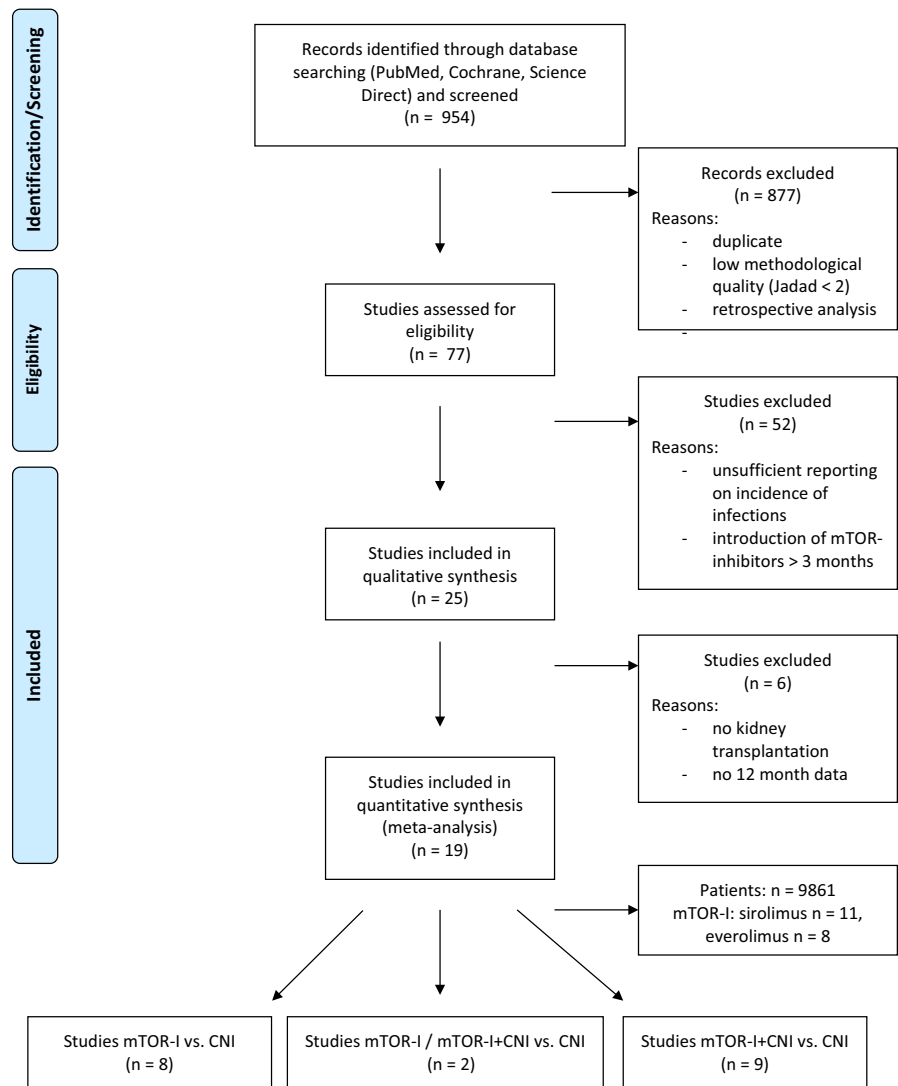 Identification/Screening
Records identified through database
searching (PubMed, Cochrane, Science
Direct) and screened
(n = 954)
Records excluded
(n = 877)
Reasons:
- duplicate
- low methodological
quality (Jadad < 2)
- retrospective analysis
-
Eligibility
Studies assessed for
eligibility
(n = 77)
Studies excluded
(n = 52)
Reasons:
- unsufficient reporting
on incidence of
infections
- introduction of mTOR-
inhibitors > 3 months
Included
Studies included in
qualitative synthesis
(n = 25)
Studies excluded
(n = 6)
Reasons:
- no kidney
transplantation
- no 12 month data
Studies included in
quantitative synthesis
(meta-analysis)
(n = 19)
Patients: n = 9861
mTOR-I: sirolimus n = 11,
everolimus n = 8
Studies mTOR-I vs. CNI
(n = 8)
Studies mTOR-I / mTOR-I+CNI vs. CNI
(n = 2)
Studies mTOR-I+CNI vs. CNI
(n = 9)